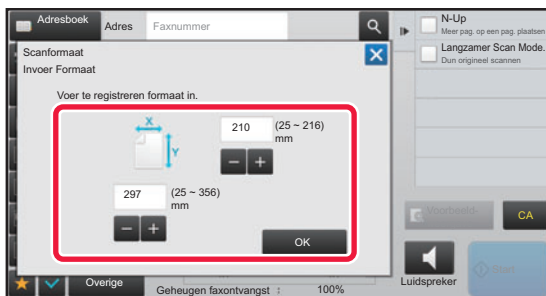 Adresboek
Adres
Faxnummer
N-Up
Meer pag. op een pag. plaatsen
Langzamer Scan Mode.
Dun origineel scannen
Scanformaat
Invoer Formaat
Voer te registreren formaat in.
X
Y
210
(25 ~ 216)
mm
297
(25 ~ 356)
mm
OK
Voorbeeld
CA
Start
Luidspreker
Overige
Geheugen faxontvangst : 100%